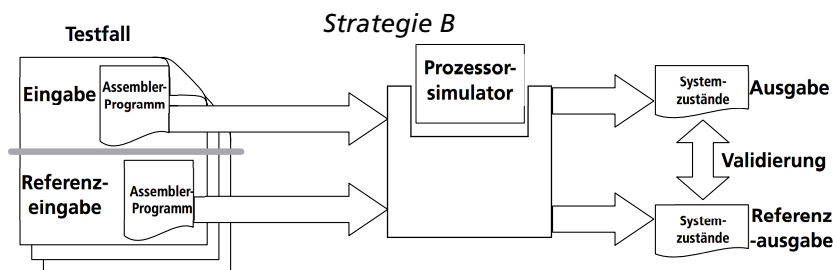 Strategie B
Testfall
Eingabe
Assembler-
Programm
Prozessor-
simulator
System-
zustände
Ausgabe
Validierung
Referenz-
eingabe
Assembler-
Programm
System-
zustände
Referenz
-ausgabe